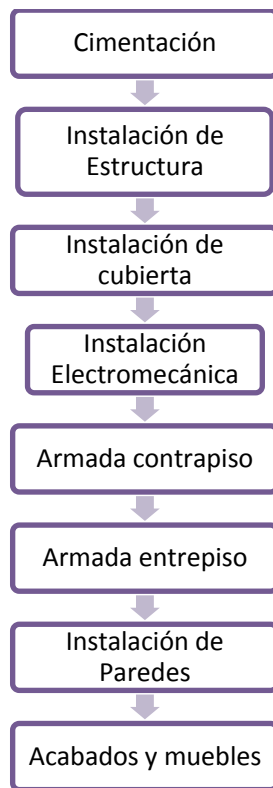 Cimentación
Instalación de
Estructura
Instalación de
cubierta
Instalación
Electromecánica
Armada contrapiso
Armada entrepiso
Instalación de
Paredes
Acabados y muebles